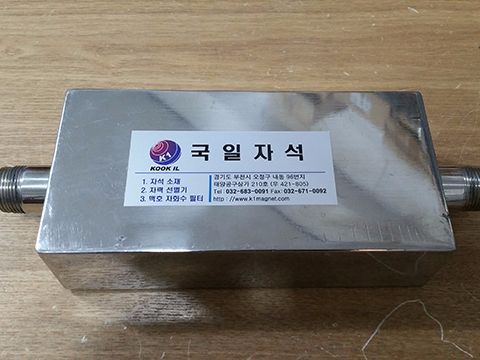 K1
KOOK IL
국일자석
1. 자석 소재
2. 자력 선별기
3. 맥호 자화수 필터
경기도 부천시 오정구 내동 96번지
태양공구상가 210호 (우 421-805)
Tel : 032-683-0091 Fax: 032-671-0092
http : //www.k1magnet.com